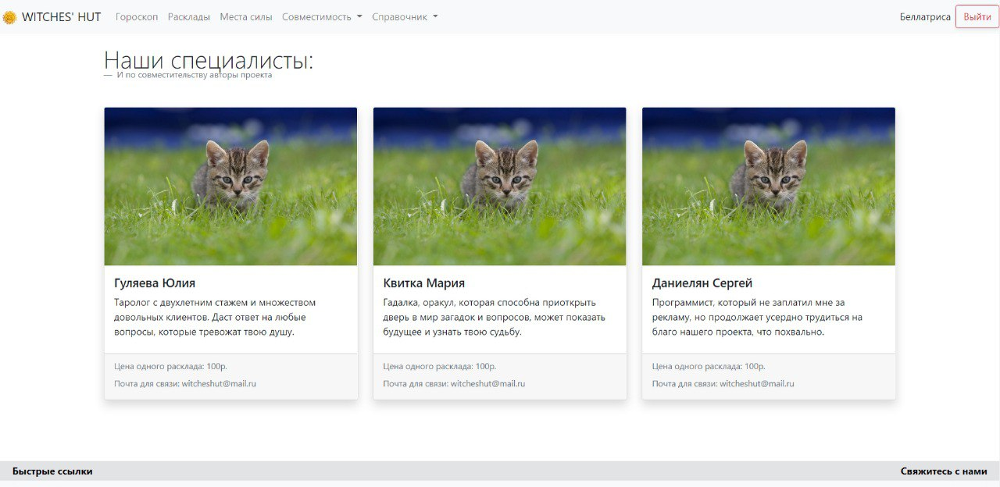 WITCHES' HUT Гороскоп Расклады Места силы Совместимость Справочник Беллатриса Выйти
Наши специалисты:
— И по совместительству авторы проекта
Гуляева Юлия
Таролог с двухлетним стажем и множеством
довольных клиентов. Даст ответ на любые
вопросы, которые тревожат твою душу.
Цена одного расклада: 100р.
Почта для связи: witcheshut@mail.ru
Квитка Мария
Гадалка, оракул, которая способна приоткрыть
дверь в мир загадок и вопросов, может показать
будущее и узнать твою судьбу.
Цена одного расклада: 100р.
Почта для связи: witcheshut@mail.ru
Даниелян Сергей
Программист, который не заплатил мне за
рекламу, но продолжает усердно трудиться на
благо нашего проекта, что похвально.
Цена одного расклада: 100р.
Почта для связи: witcheshut@mail.ru
Быстрые ссылки Свяжитесь с нами